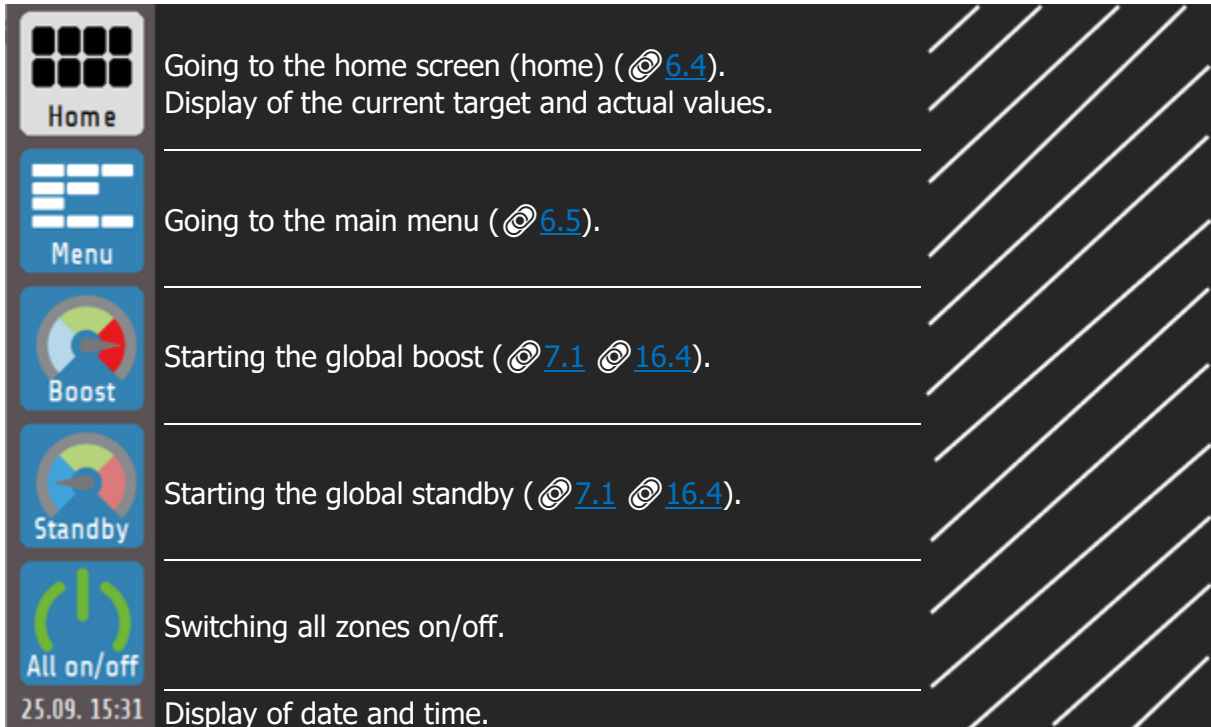 Home
Going to the home screen (home) (6.4).
Display of the current target and actual values.
Menu
Going to the main menu (6.5).
Boost
Starting the global boost (7.1 16.4).
Standby
Starting the global standby (7.1 16.4).
All on/off
Switching all zones on/off.
25.09. 15:31
Display of date and time.